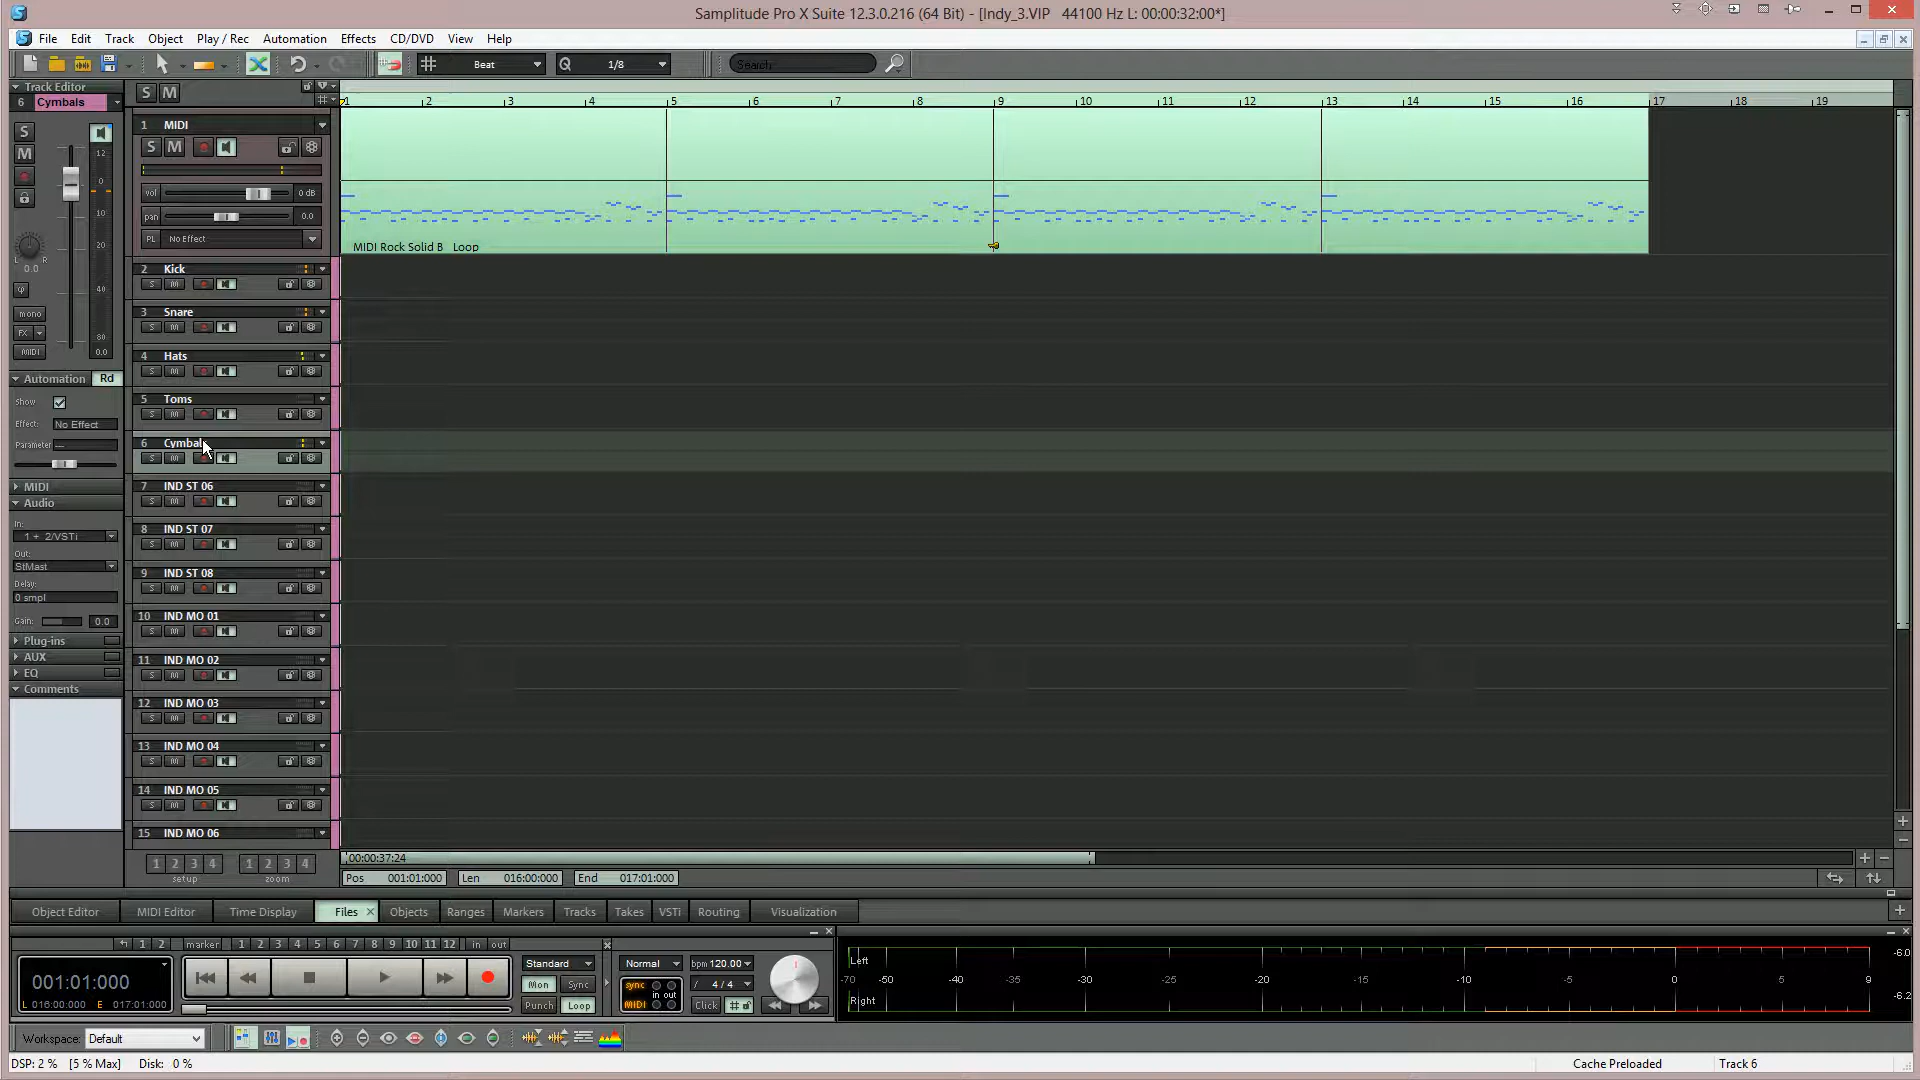 Samplitude Pro X Suite 12.3.0.216 (64 Bit) - [Indy_3.VIP 44100 Hz L: 00:00:32:00*]
File Edit Track Object Play / Rec Automation Effects CD/DVD View Help
Beat Q 1/8 Search
Track Editor S M
6 Cymbals 1 2 3 4 5 6 7 8 9 10 11 12 13 14 15 16 17 18 19
S
M
12
0
10
20
40
80
0.0
L R
0.0
mono
FX
MIDI
1 MIDI
S M
vol 0 dB
pan 0.0
PL No Effect
MIDI Rock Solid B Loop
2 Kick
S M
3 Snare
S M
4 Hats
S M
5 Toms
S M
6 Cymbals
S M
7 IND ST 06
S M
8 IND ST 07
S M
9 IND ST 08
S M
10 IND MO 01
S M
11 IND MO 02
S M
12 IND MO 03
S M
13 IND MO 04
S M
14 IND MO 05
S M
15 IND MO 06
Automation Rd
Show
Effect: No Effect
Parameter ---
MIDI
Audio
In:
1 + 2/VSTi
Out:
StMast
Delay:
0 smpl
Gain: 0.0
Plug-ins
AUX
EQ
Comments
1 2 3 4 1 2 3 4
setup zoom
00:00:37:24
Pos 001:01:000 Len 016:00:000 End 017:01:000
Object Editor MIDI Editor Time Display Files Objects Ranges Markers Tracks Takes VSTi Routing Visualization
1 2 marker 1 2 3 4 5 6 7 8 9 10 11 12 in out
001:01:000
L 016:00:000 E 017:01:000
Standard
Mon Sync
Punch Loop
Normal bpm 120.00
sync
MIDI
in out
/ 4 / 4
Click
Left
-70 -50 -40 -35 -30 -25 -20 -15 -10 -5 0 5 9
Right
-6.0
-6.2
Workspace: Default
DSP: 2 % [5 % Max] Disk: 0 % Cache Preloaded Track 6